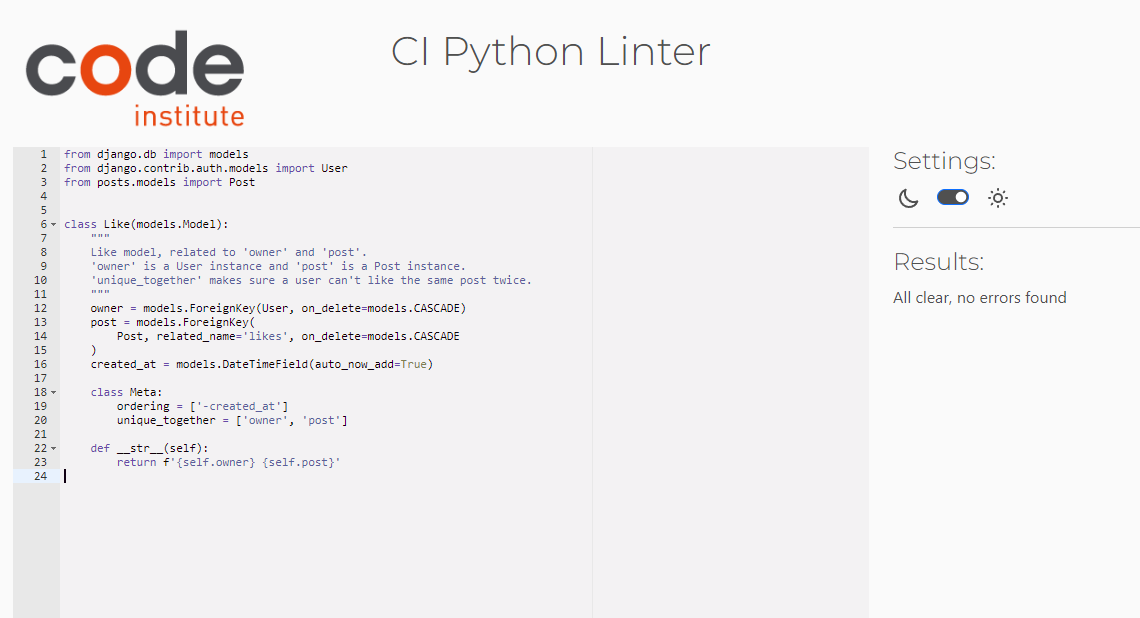 code
institute
CI Python Linter
1 from django.db import models
2 from django.contrib.auth.models import User
3 from posts.models import Post
4
5
6 class Like(models.Model):
7     """
8     Like model, related to 'owner' and 'post'.
9     'owner' is a User instance and 'post' is a Post instance.
10     'unique_together' makes sure a user can't like the same post twice.
11     """
12     owner = models.ForeignKey(User, on_delete=models.CASCADE)
13     post = models.ForeignKey(
14         Post, related_name='likes', on_delete=models.CASCADE
15     )
16     created_at = models.DateTimeField(auto_now_add=True)
17
18     class Meta:
19         ordering = ['-created_at']
20         unique_together = ['owner', 'post']
21
22     def __str__(self):
23         return f'{self.owner} {self.post}'
24
Settings:
Results:
All clear, no errors found